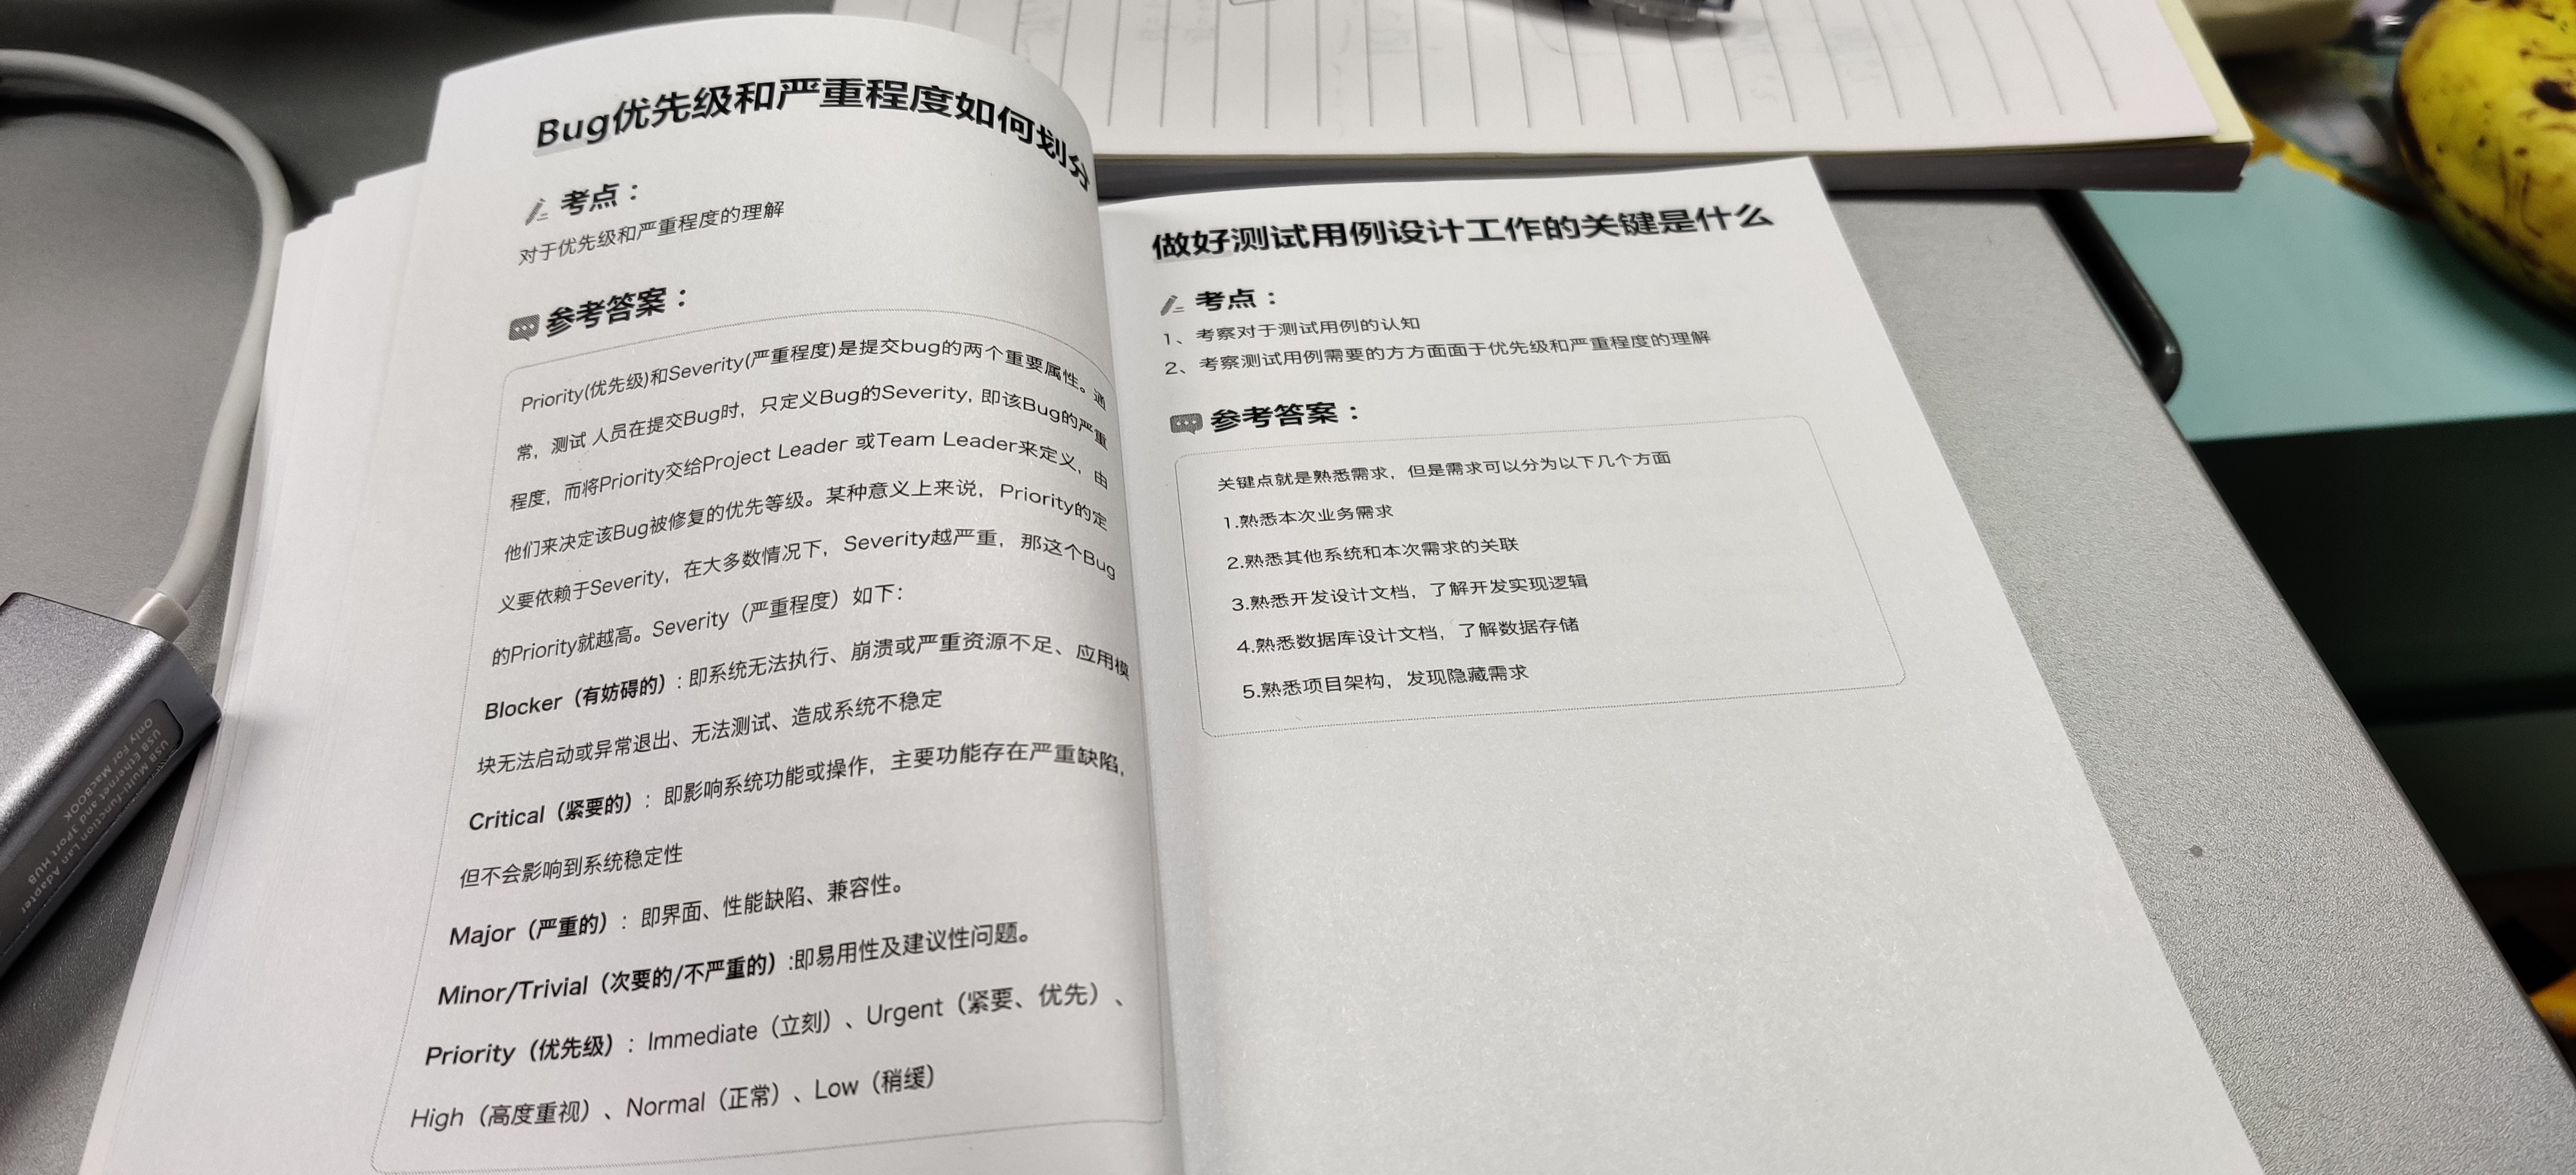 Bug优先级和严重程度如何划分
考点：
对于优先级和严重程度的理解
参考答案：
Priority(优先级)和Severity(严重程度)是提交bug的两个重要属性。通
常，测试 人员在提交Bug时，只定义Bug的Severity, 即该Bug的严重
程度，而将Priority交给Project Leader 或Team Leader来定义，由
他们来决定该Bug被修复的优先等级。某种意义上来说，Priority的定
义要依赖于Severity，在大多数情况下，Severity越严重，那这个Bug
的Priority就越高。Severity（严重程度）如下：
Blocker（有妨碍的）: 即系统无法执行、崩溃或严重资源不足、应用模
块无法启动或异常退出、无法测试、造成系统不稳定
Critical（紧要的）： 即影响系统功能或操作，主要功能存在严重缺陷，
但不会影响到系统稳定性
Major（严重的）： 即界面、性能缺陷、兼容性。
Minor/Trivial（次要的/不严重的）:即易用性及建议性问题。
Priority（优先级）： Immediate（立刻）、Urgent（紧要、优先）、
High（高度重视）、Normal（正常）、Low（稍缓）
做好测试用例设计工作的关键是什么
考点：
1、考察对于测试用例的认知
2、考察测试用例需要的方方面面于优先级和严重程度的理解
参考答案：
关键点就是熟悉需求，但是需求可以分为以下几个方面
1.熟悉本次业务需求
2.熟悉其他系统和本次需求的关联
3.熟悉开发设计文档，了解开发实现逻辑
4.熟悉数据库设计文档，了解数据存储
5.熟悉项目架构，发现隐藏需求
USB Multi-function Lan Adapter
USB Ethernet and 3Port HUB
Only For MacBOOK